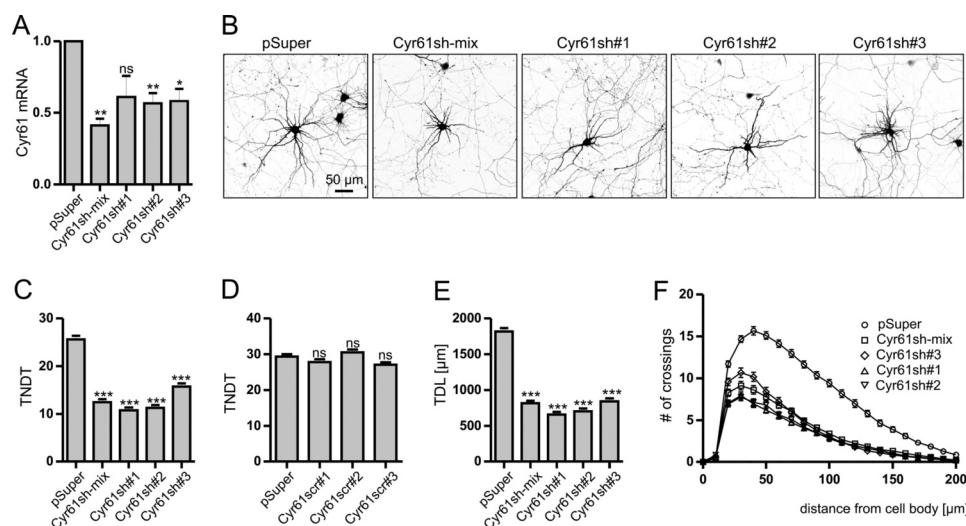 A
Cyr61 mRNA
1.0
0.5
0.0
**
ns
**
*
pSuper
Cyr61sh-mix
Cyr61sh#1
Cyr61sh#2
Cyr61sh#3
B
pSuper
Cyr61sh-mix
Cyr61sh#1
Cyr61sh#2
Cyr61sh#3
50 µm
C
TNDT
30
20
10
0
***
***
***
***
pSuper
Cyr61sh-mix
Cyr61sh#1
Cyr61sh#2
Cyr61sh#3
D
TNDT
40
30
20
10
0
ns
ns
ns
pSuper
Cyr61scr#1
Cyr61scr#2
Cyr61scr#3
E
TDL [µm]
2000
1500
1000
500
0
***
***
***
***
pSuper
Cyr61sh-mix
Cyr61sh#1
Cyr61sh#2
Cyr61sh#3
F
# of crossings
20
15
10
5
0
pSuper
Cyr61sh-mix
Cyr61sh#3
Cyr61sh#1
Cyr61sh#2
0
50
100
150
200
distance from cell body [µm]